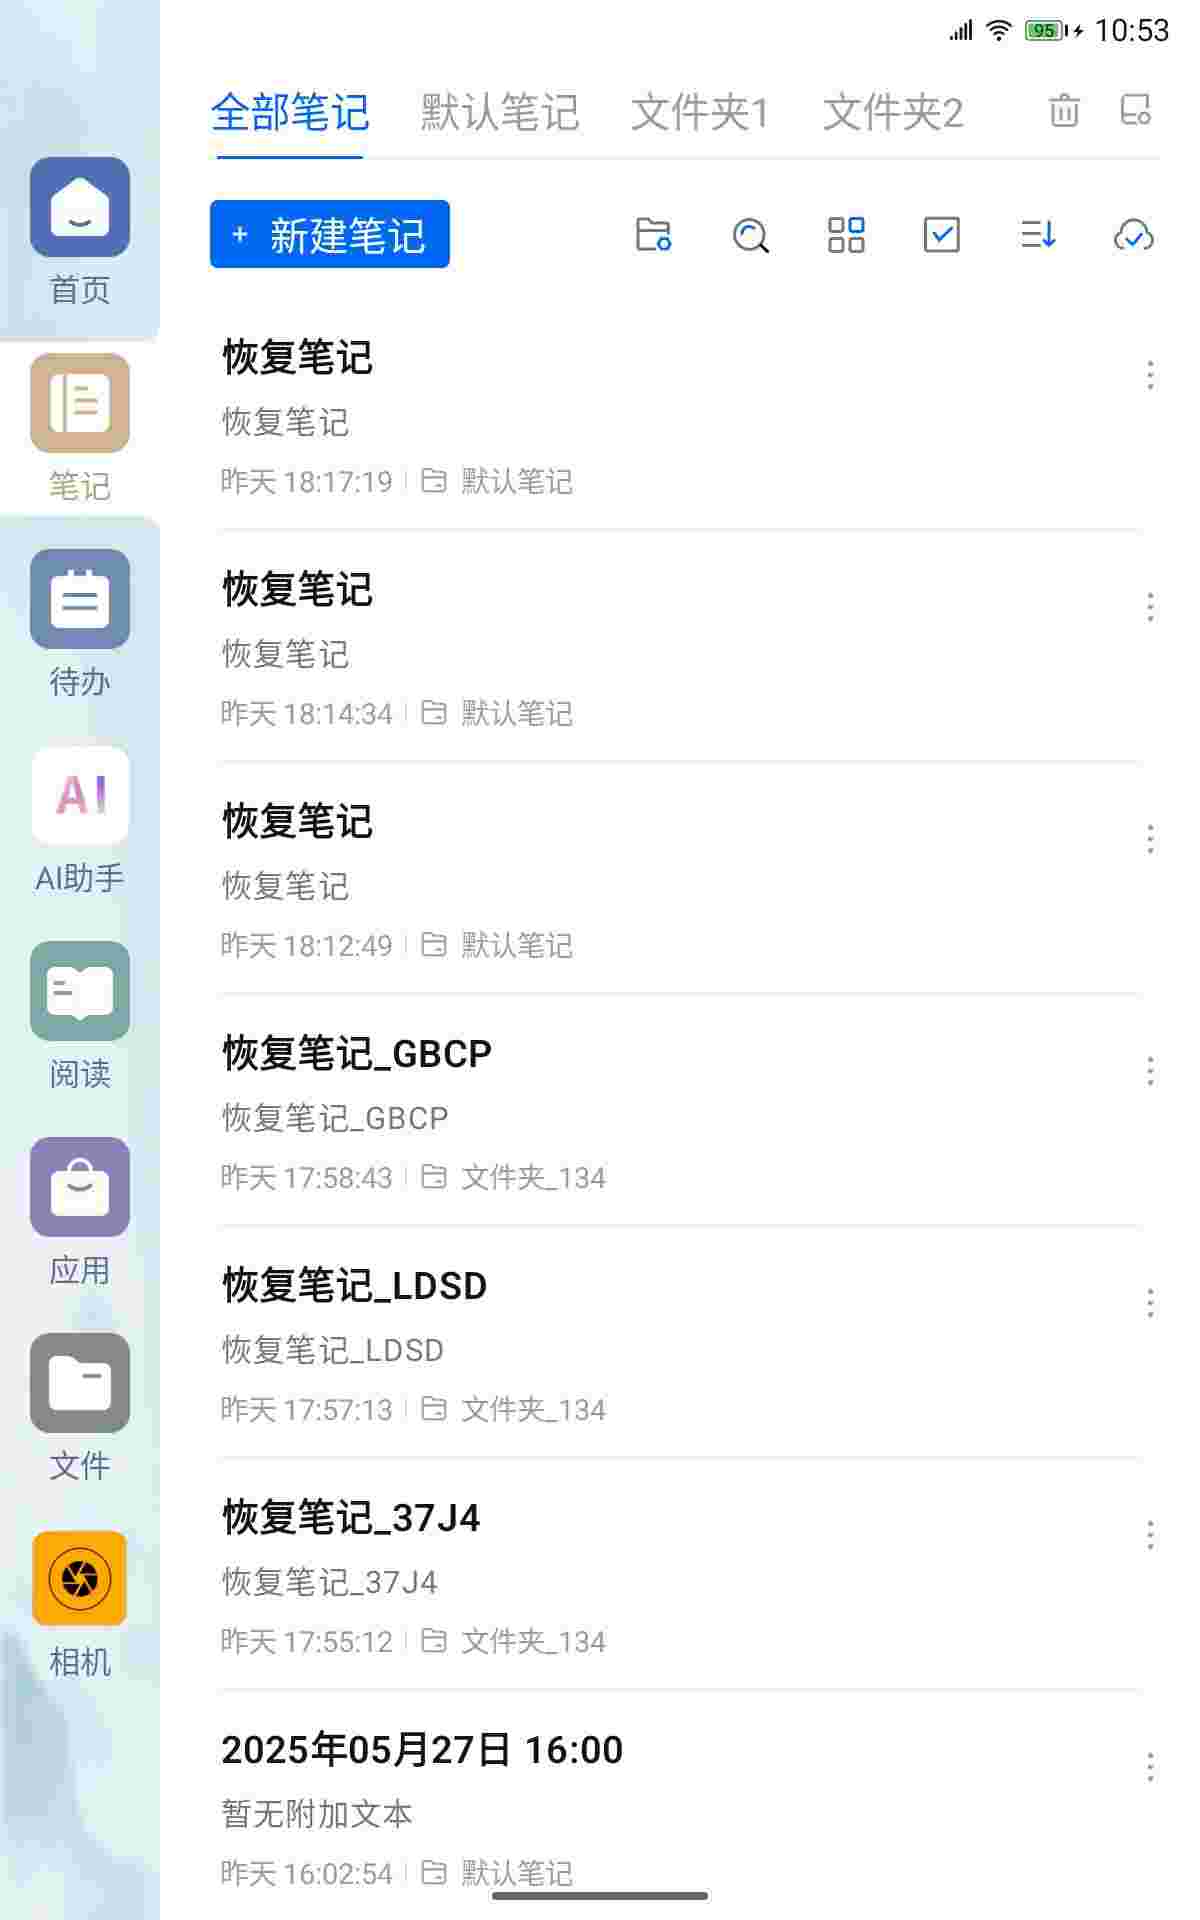 95 10:53
全部笔记 默认笔记 文件夹1 文件夹2
+ 新建笔记
首页
笔记
待办
AI
AI助手
阅读
应用
文件
相机
恢复笔记
恢复笔记
昨天 18:17:19 默认笔记
恢复笔记
恢复笔记
昨天 18:14:34 默认笔记
恢复笔记
恢复笔记
昨天 18:12:49 默认笔记
恢复笔记_GBCP
恢复笔记_GBCP
昨天 17:58:43 文件夹_134
恢复笔记_LDSD
恢复笔记_LDSD
昨天 17:57:13 文件夹_134
恢复笔记_37J4
恢复笔记_37J4
昨天 17:55:12 文件夹_134
2025年05月27日 16:00
暂无附加文本
昨天 16:02:54 默认笔记